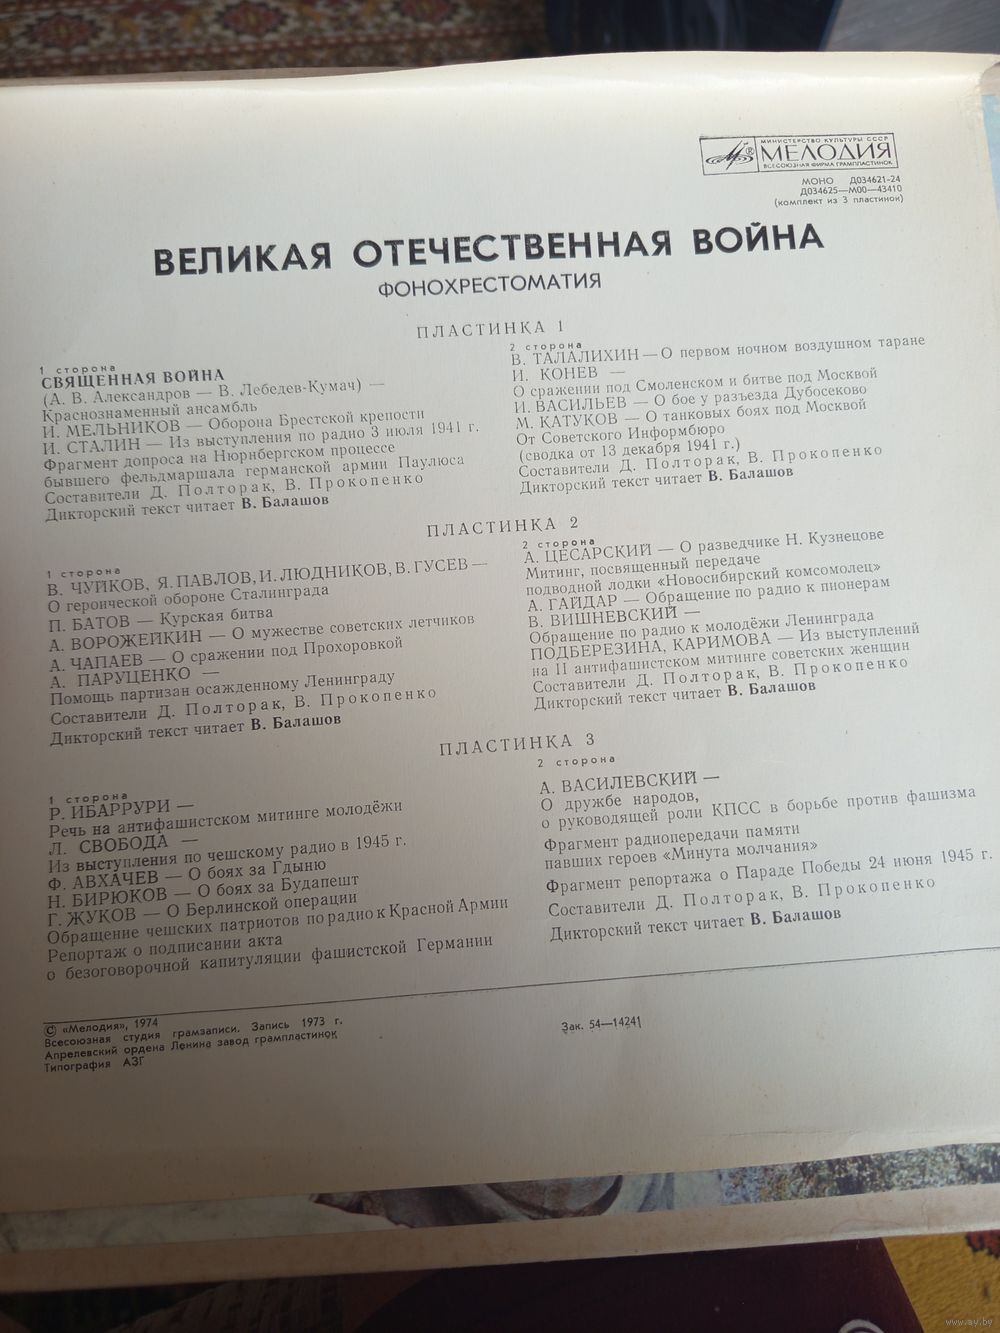 МИНИСТЕРСТВО КУЛЬТУРЫ СССР
МЕЛОДИЯ
ВСЕСОЮЗНАЯ ФИРМА ГРАМПЛАСТИНОК
МОНО Д034621-24
Д034625—М00—43410
(комплект из 3 пластинок)
ВЕЛИКАЯ ОТЕЧЕСТВЕННАЯ ВОЙНА
ФОНОХРЕСТОМАТИЯ
ПЛАСТИНКА 1
1 сторона
СВЯЩЕННАЯ ВОЙНА
(А. В. Александров — В. Лебедев-Кумач) —
Краснознаменный ансамбль
И. МЕЛЬНИКОВ — Оборона Брестской крепости
И. СТАЛИН — Из выступления по радио 3 июля 1941 г.
Фрагмент допроса на Нюрнбергском процессе
бывшего фельдмаршала германской армии Паулюса
Составители Д. Полторак, В. Прокопенко
Дикторский текст читает В. Балашов
2 сторона
В. ТАЛАЛИХИН — О первом ночном воздушном таране
И. КОНЕВ —
О сражении под Смоленском и битве под Москвой
И. ВАСИЛЬЕВ — О бое у разъезда Дубосеково
М. КАТУКОВ — О танковых боях под Москвой
От Советского Информбюро
(сводка от 13 декабря 1941 г.)
Составители Д. Полторак, В. Прокопенко
Дикторский текст читает В. Балашов
ПЛАСТИНКА 2
1 сторона
В. ЧУЙКОВ, Я. ПАВЛОВ, И. ЛЮДНИКОВ, В. ГУСЕВ —
О героической обороне Сталинграда
П. БАТОВ — Курская битва
А. ВОРОЖЕЙКИН — О мужестве советских летчиков
А. ЧАПАЕВ — О сражении под Прохоровкой
А. ПАРУЦЕНКО —
Помощь партизан осажденному Ленинграду
Составители Д. Полторак, В. Прокопенко
Дикторский текст читает В. Балашов
2 сторона
А. ЦЕСАРСКИЙ — О разведчике Н. Кузнецове
Митинг, посвященный передаче
подводной лодки «Новосибирский комсомолец»
А. ГАЙДАР — Обращение по радио к пионерам
В. ВИШНЕВСКИЙ —
Обращение по радио к молодёжи Ленинграда
ПОДБЕРЕЗИНА, КАРИМОВА — Из выступлений
на II антифашистском митинге советских женщин
Составители Д. Полторак, В. Прокопенко
Дикторский текст читает В. Балашов
ПЛАСТИНКА 3
1 сторона
Р. ИБАРРУРИ —
Речь на антифашистском митинге молодёжи
Л. СВОБОДА —
Из выступления по чешскому радио в 1945 г.
Ф. АВХАЧЕВ — О боях за Гдыню
Н. БИРЮКОВ — О боях за Будапешт
Г. ЖУКОВ — О Берлинской операции
Обращение чешских патриотов по радио к Красной Армии
Репортаж о подписании акта
о безоговорочной капитуляции фашистской Германии
2 сторона
А. ВАСИЛЕВСКИЙ —
О дружбе народов,
о руководящей роли КПСС в борьбе против фашизма
Фрагмент радиопередачи памяти
павших героев «Минута молчания»
Фрагмент репортажа о Параде Победы 24 июня 1945 г.
Составители Д. Полторак, В. Прокопенко
Дикторский текст читает В. Балашов
© «Мелодия», 1974
Всесоюзная студия грамзаписи. Запись 1973 г.
Апрелевский ордена Ленина завод грампластинок
Типография АЗГ
Зак. 54—14241
www.ay.by